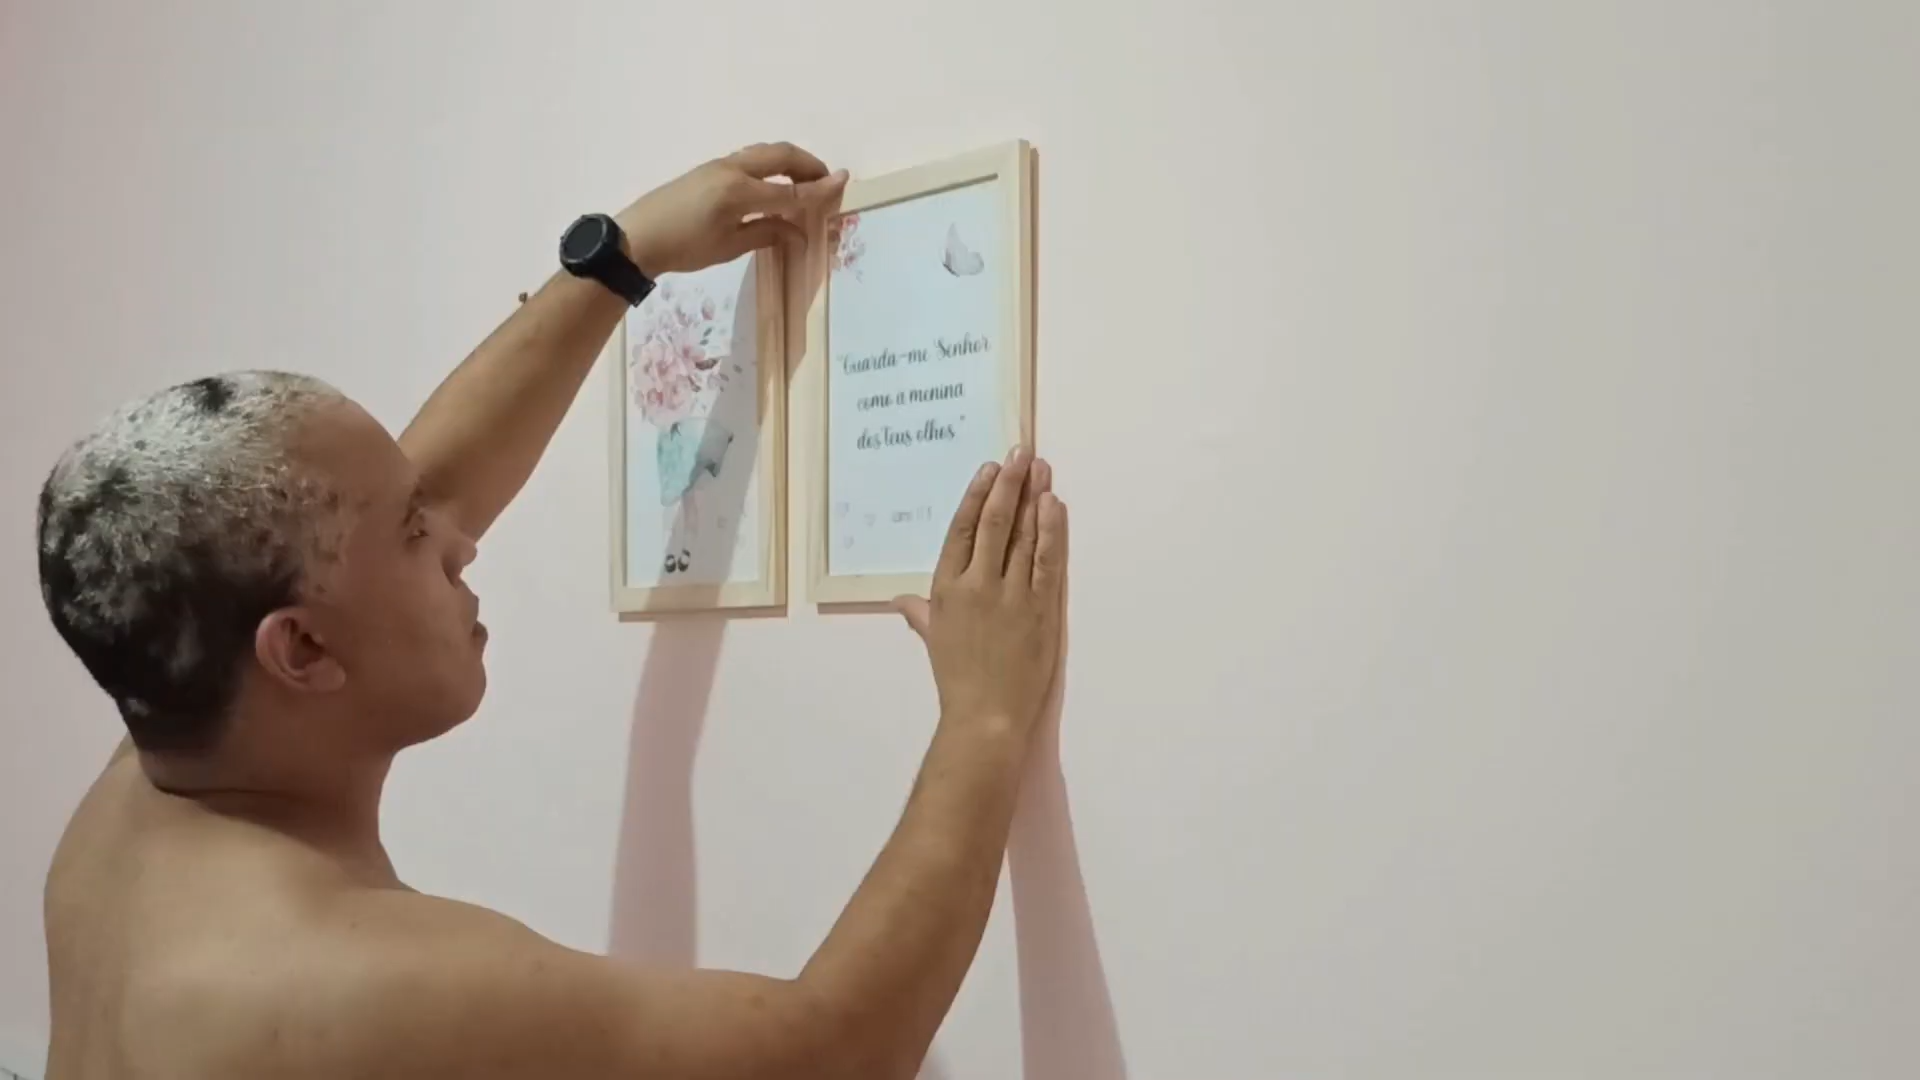 "Guarda-me Senhor
como a menina
dos Teus olhos"